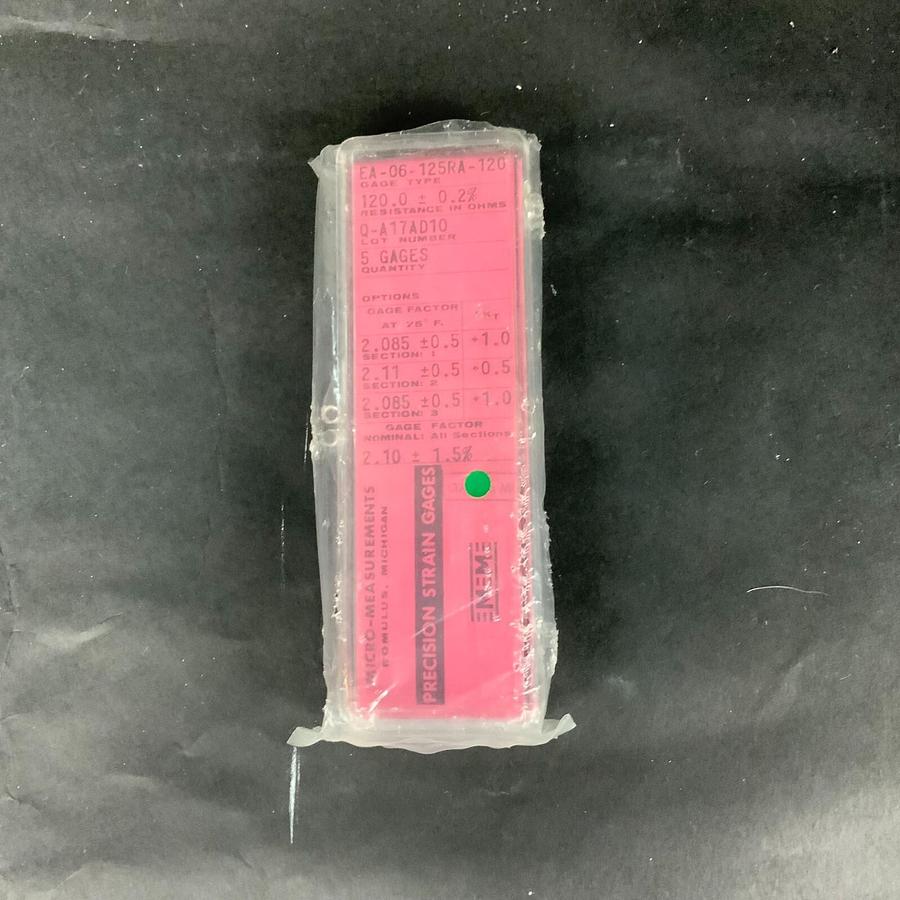 EA-06-125RA-120
GAGE TYPE
120.0 ± 0.2%
RESISTANCE IN OHMS
Q-A17AD10
LOT NUMBER
5 GAGES
QUANTITY
OPTIONS
GAGE FACTOR
AT 75° F.
2.085 ±0.5 +1.0
SECTION: 1
2.11 ±0.5 +0.5
SECTION: 2
2.085 ±0.5 +1.0
SECTION: 3
GAGE FACTOR
NOMINAL: All Sections
2.10 ± 1.5%
MICRO-MEASUREMENTS
ROMULUS, MICHIGAN
PRECISION STRAIN GAGES